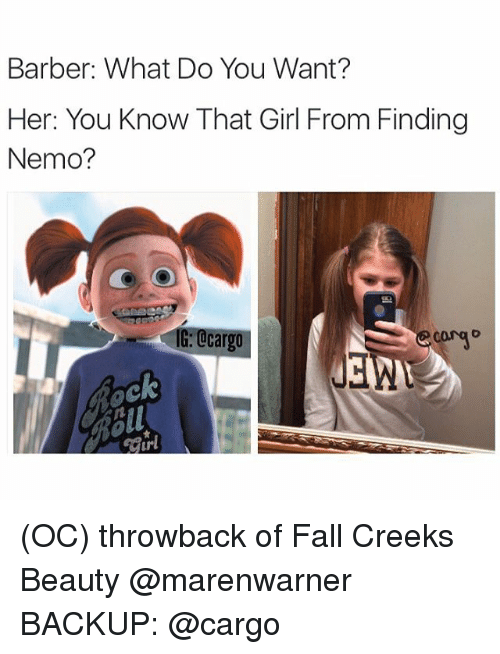 Barber: What Do You Want?
Her: You Know That Girl From Finding
Nemo?
IG: @cargo
@cargo
Rock
n
Roll
Girl
(OC) throwback of Fall Creeks
Beauty @marenwarner
BACKUP: @cargo